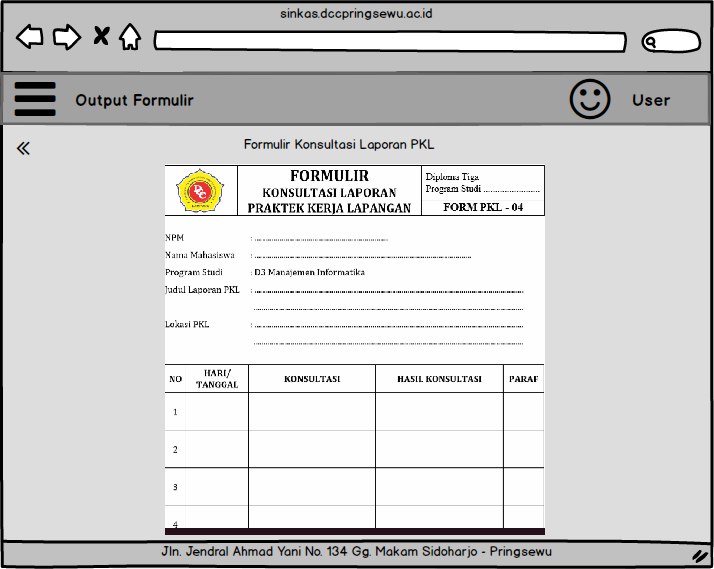 sinkas.dccpringsewu.ac.id
Output Formulir
User
Formulir Konsultasi Laporan PKL
DCC
FORMULIR
KONSULTASI LAPORAN
PRAKTEK KERJA LAPANGAN
Diploma Tiga
Program Studi ............................
FORM PKL - 04
NPM : ................................................................
Nama Mahasiswa : ........................................................................................................
Program Studi : D3 Manajemen Informatika
Judul Laporan PKL : ................................................................................................................................
................................................................................................................................
Lokasi PKL : ................................................................................................................................
................................................................................................................................
NO HARI/ TANGGAL KONSULTASI HASIL KONSULTASI PARAF
1
2
3
4
Jln. Jendral Ahmad Yani No. 134 Gg. Makam Sidoharjo - Pringsewu